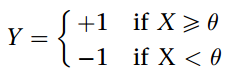 Y = { +1 if X ⩾ θ
−1 if X < θ